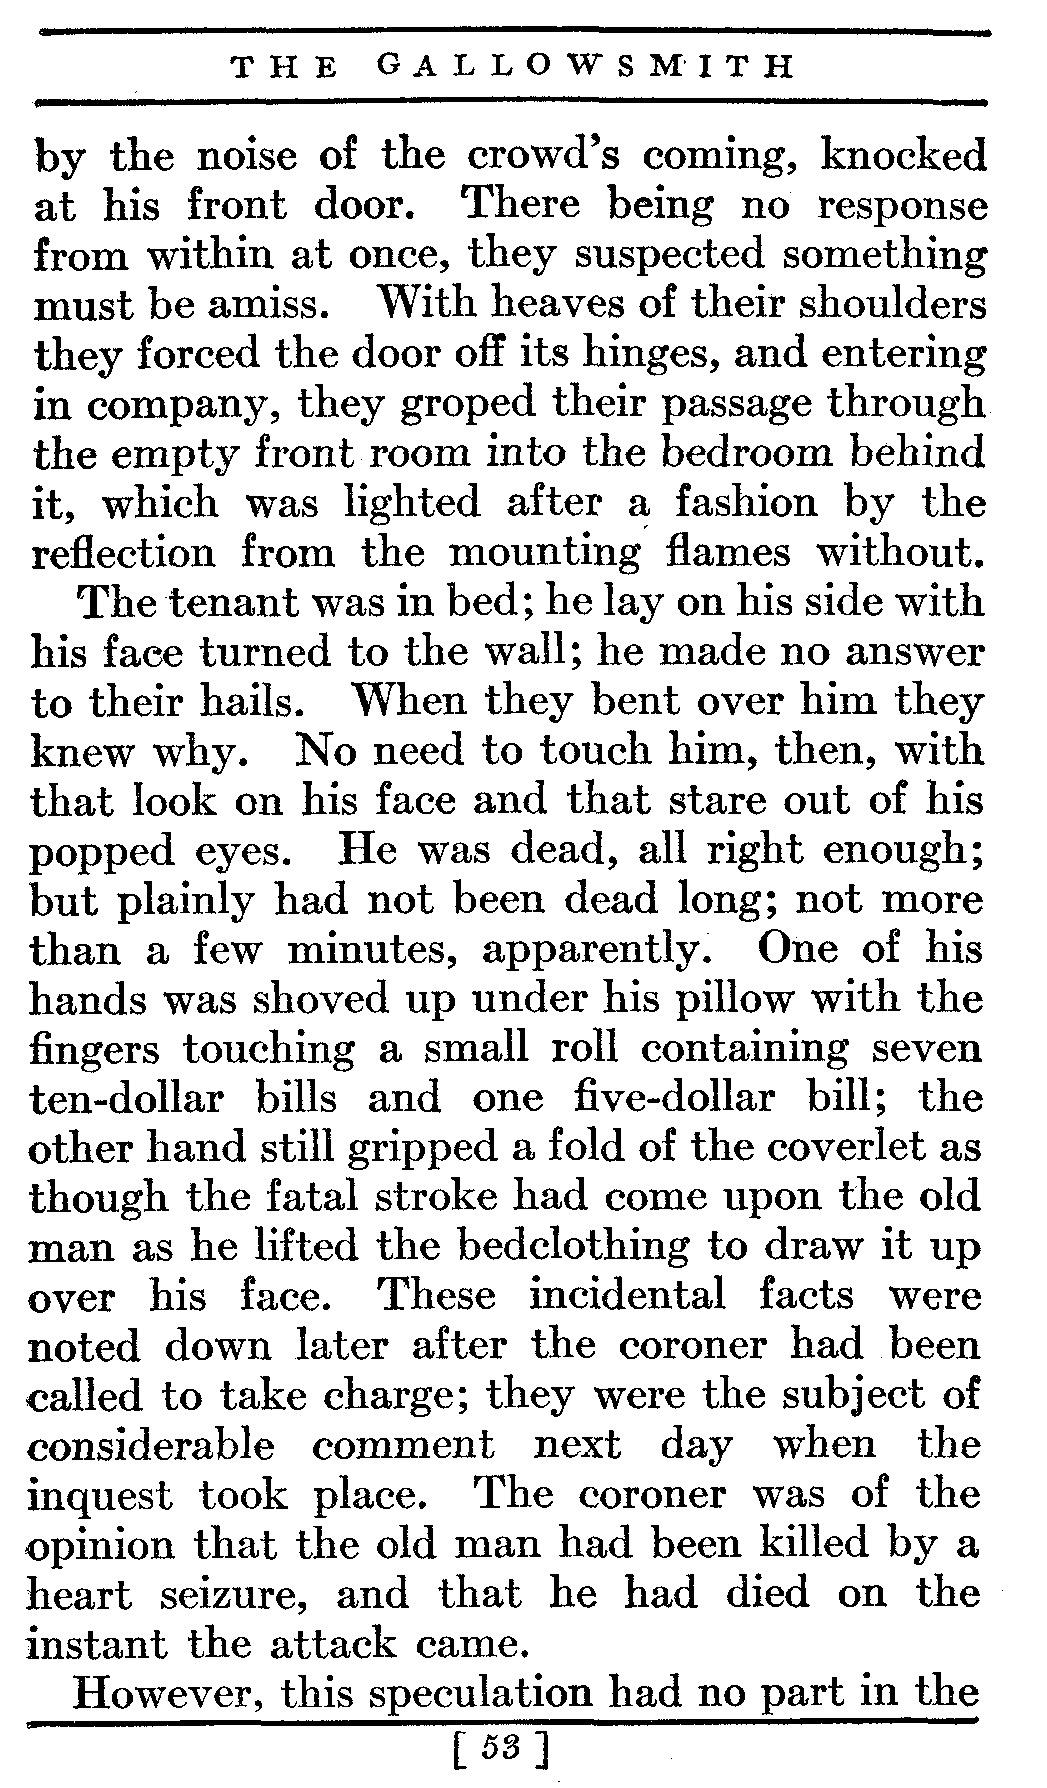 THE GALLOWSMITH
by the noise of the crowd's coming, knocked
at his front door. There being no response
from within at once, they suspected something
must be amiss. With heaves of their shoulders
they forced the door off its hinges, and entering
in company, they groped their passage through
the empty front room into the bedroom behind
it, which was lighted after a fashion by the
reflection from the mounting flames without.
The tenant was in bed; he lay on his side with
his face turned to the wall; he made no answer
to their hails. When they bent over him they
knew why. No need to touch him, then, with
that look on his face and that stare out of his
popped eyes. He was dead, all right enough;
but plainly had not been dead long; not more
than a few minutes, apparently. One of his
hands was shoved up under his pillow with the
fingers touching a small roll containing seven
ten-dollar bills and one five-dollar bill; the
other hand still gripped a fold of the coverlet as
though the fatal stroke had come upon the old
man as he lifted the bedclothing to draw it up
over his face. These incidental facts were
noted down later after the coroner had been
called to take charge; they were the subject of
considerable comment next day when the
inquest took place. The coroner was of the
opinion that the old man had been killed by a
heart seizure, and that he had died on the
instant the attack came.
However, this speculation had no part in the
[ 53 ]